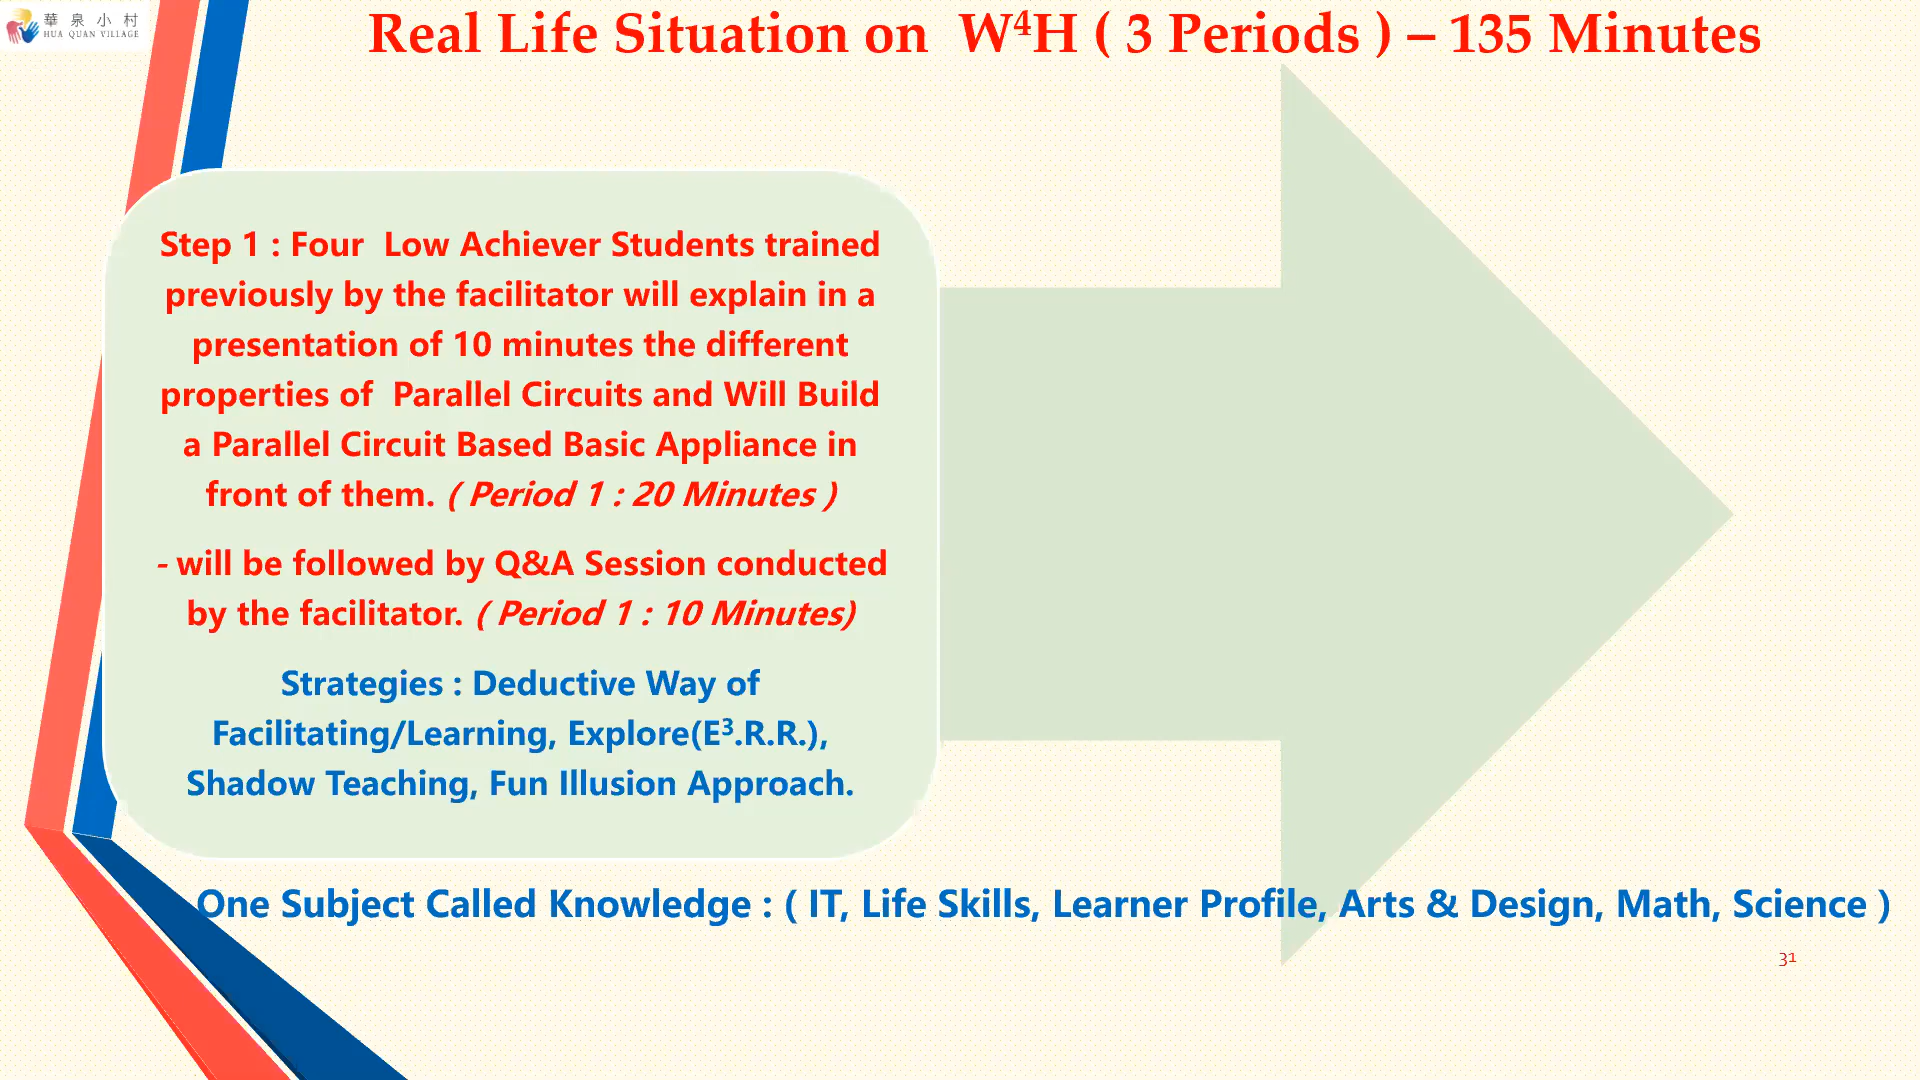 華泉小村
HUA QUAN VILLAGE
Real Life Situation on W⁴H ( 3 Periods ) – 135 Minutes
Step 1 : Four Low Achiever Students trained
previously by the facilitator will explain in a
presentation of 10 minutes the different
properties of Parallel Circuits and Will Build
a Parallel Circuit Based Basic Appliance in
front of them. ( Period 1 : 20 Minutes )
- will be followed by Q&A Session conducted
by the facilitator. ( Period 1 : 10 Minutes)
Strategies : Deductive Way of
Facilitating/Learning, Explore(E³.R.R.),
Shadow Teaching, Fun Illusion Approach.
One Subject Called Knowledge : ( IT, Life Skills, Learner Profile, Arts & Design, Math, Science )
31